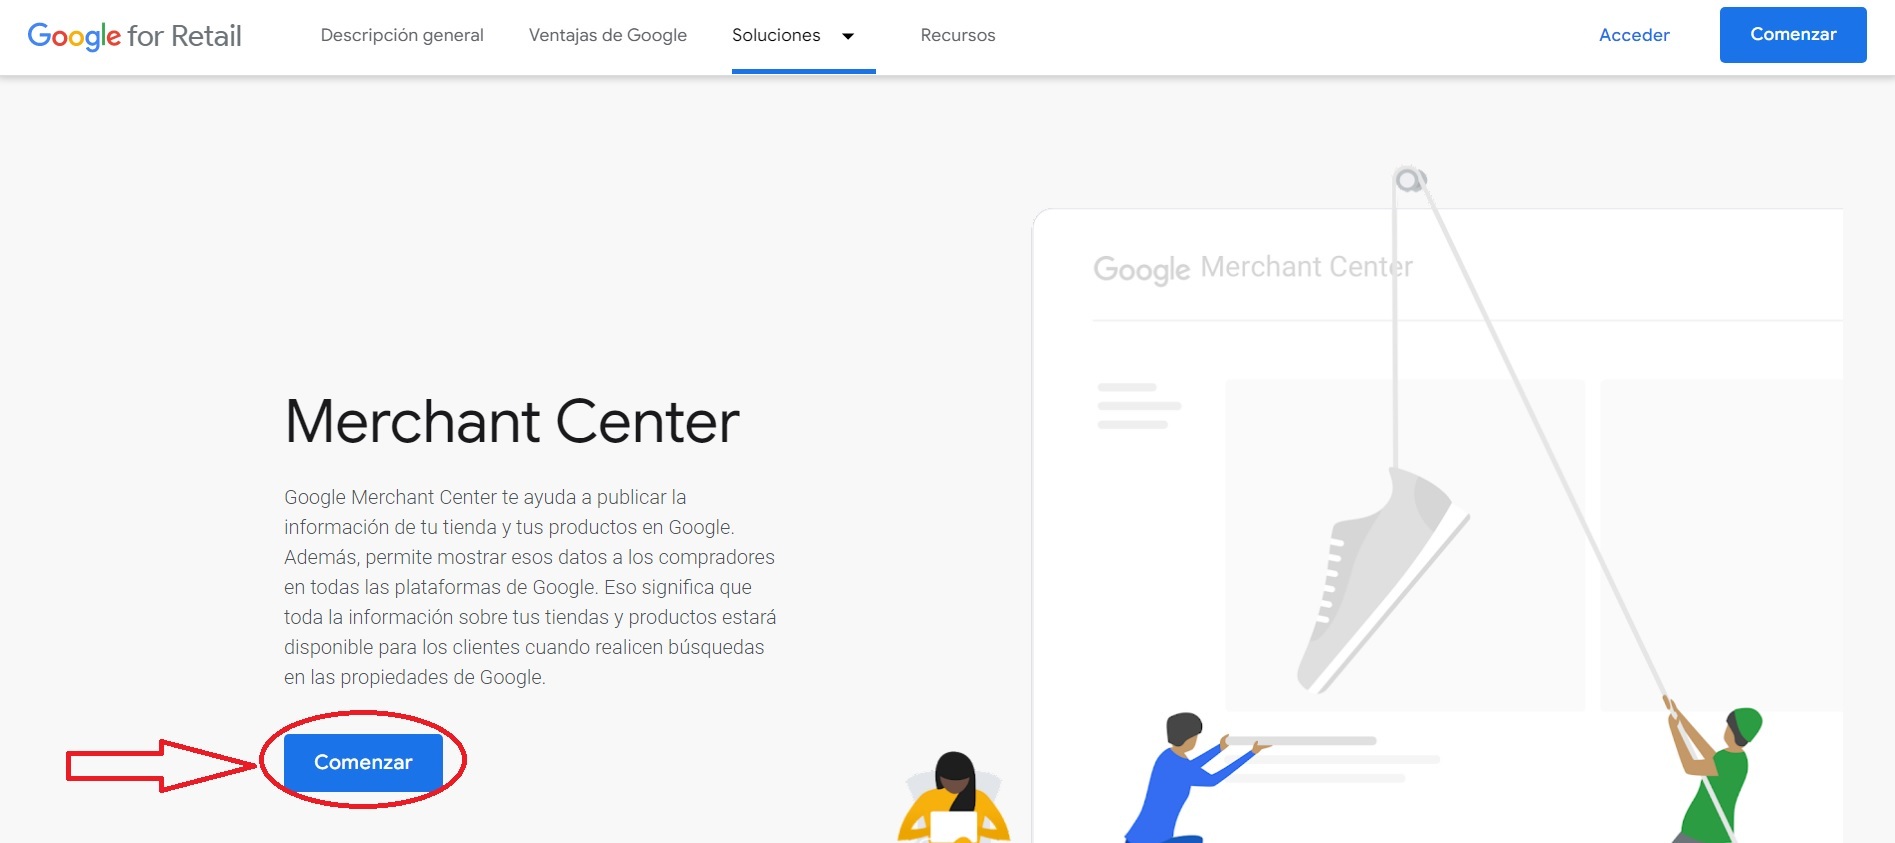 Google for Retail
Descripción general
Ventajas de Google
Soluciones
Recursos
Acceder
Comenzar
Google Merchant Center
Merchant Center
Google Merchant Center te ayuda a publicar la
información de tu tienda y tus productos en Google.
Además, permite mostrar esos datos a los compradores
en todas las plataformas de Google. Eso significa que
toda la información sobre tus tiendas y productos estará
disponible para los clientes cuando realicen búsquedas
en las propiedades de Google.
Comenzar